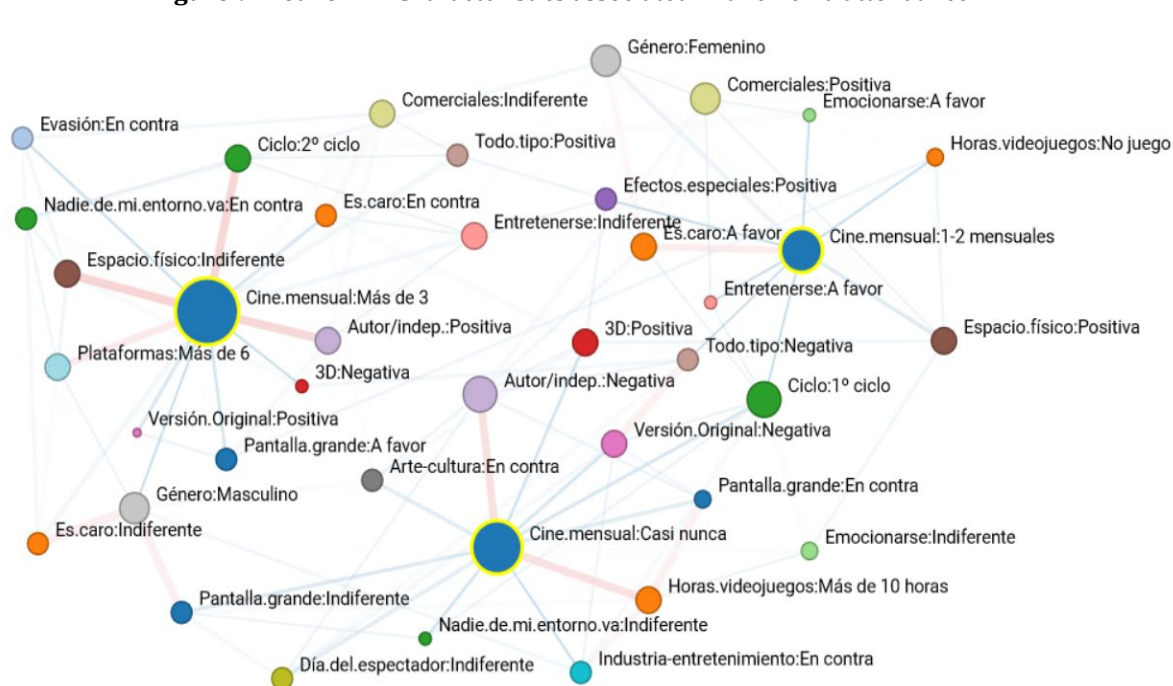 Género:Femenino
Comerciales:Positiva
Comerciales:Indiferente
Emocionarse:A favor
Evasión:En contra
Ciclo:2º ciclo
Todo.tipo:Positiva
Horas.videojuegos:No juego
Efectos.especiales:Positiva
Nadie.de.mi.entorno.va:En contra
Es.caro:En contra
Entretenerse:Indiferente
Es.caro:A favor
Cine.mensual:1-2 mensuales
Espacio.físico:Indiferente
Entretenerse:A favor
Cine.mensual:Más de 3
Autor/indep.:Positiva
3D:Positiva
Espacio.físico:Positiva
Plataformas:Más de 6
Todo.tipo:Negativa
3D:Negativa
Autor/indep.:Negativa
Ciclo:1º ciclo
Versión.Original:Positiva
Versión.Original:Negativa
Pantalla.grande:A favor
Arte-cultura:En contra
Pantalla.grande:En contra
Género:Masculino
Es.caro:Indiferente
Cine.mensual:Casi nunca
Emocionarse:Indiferente
Horas.videojuegos:Más de 10 horas
Pantalla.grande:Indiferente
Nadie.de.mi.entorno.va:Indiferente
Día.del.espectador:Indiferente
Industria-entretenimiento:En contra